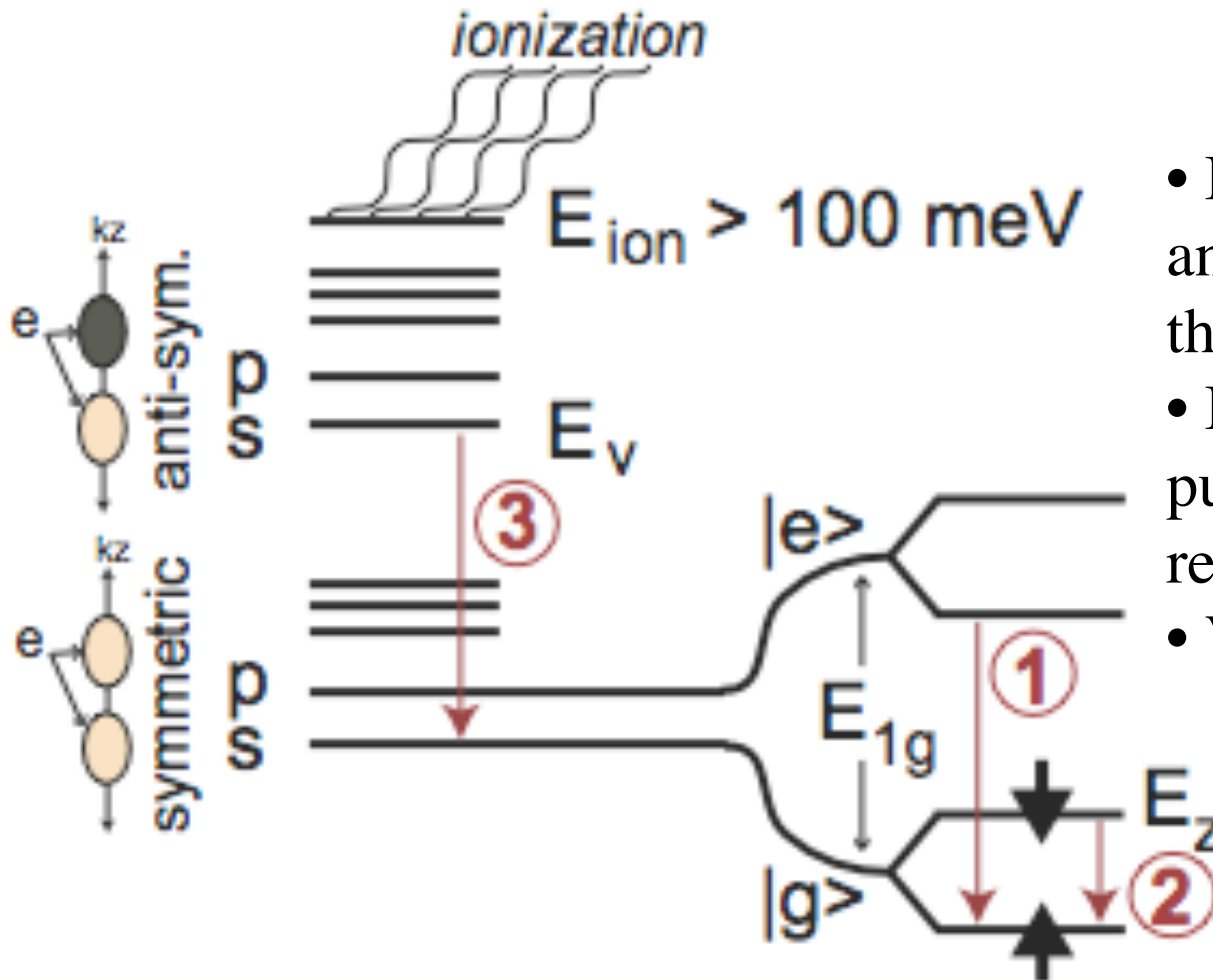 ionization
E ion > 100 meV
kz
e
anti-sym.
p
s
E v
3
kz
e
symmetric
p
s
|e>
E 1g
|g>
1
E z
2
•
•
•